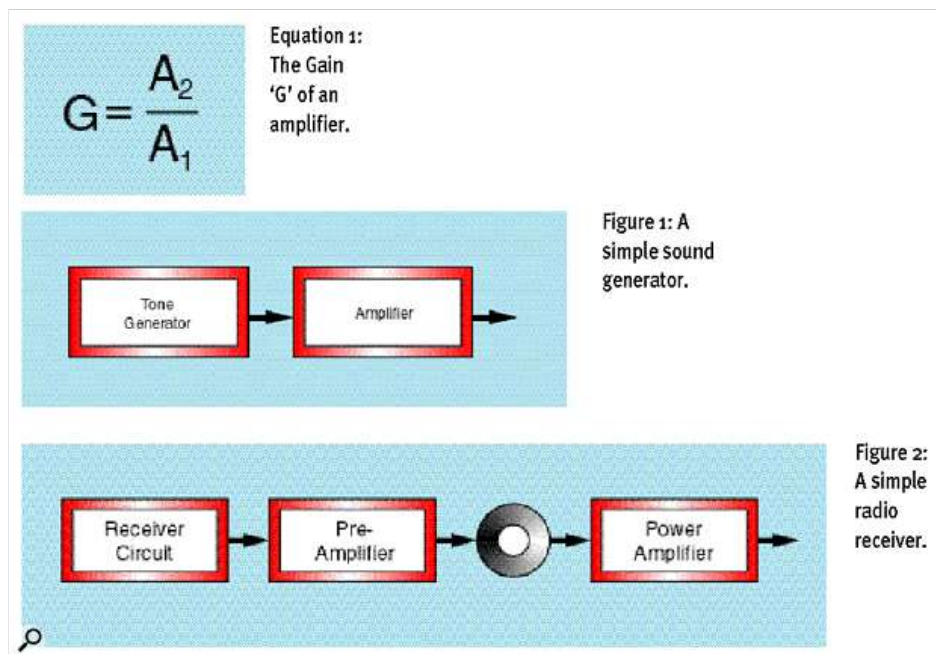 G = A₂ / A₁
Equation 1:
The Gain
‘G’ of an
amplifier.
Figure 1: A
simple sound
generator.
Tone
Generator
Amplifier
Figure 2:
A simple
radio
receiver.
Receiver
Circuit
Pre-
Amplifier
Power
Amplifier